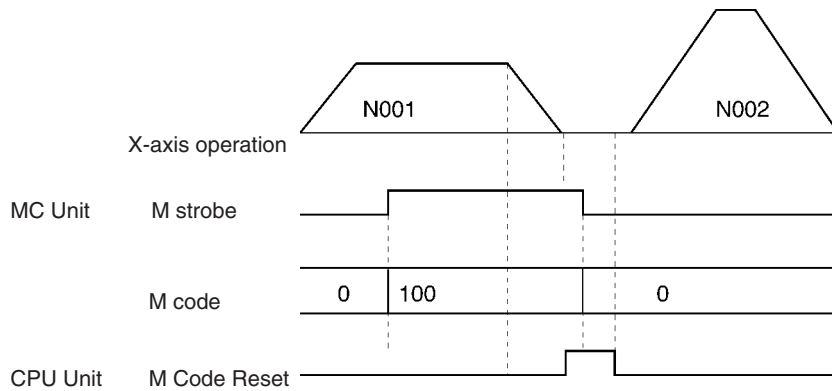 N001
N002
X-axis operation
MC Unit M strobe
M code 0 100 0
CPU Unit M Code Reset